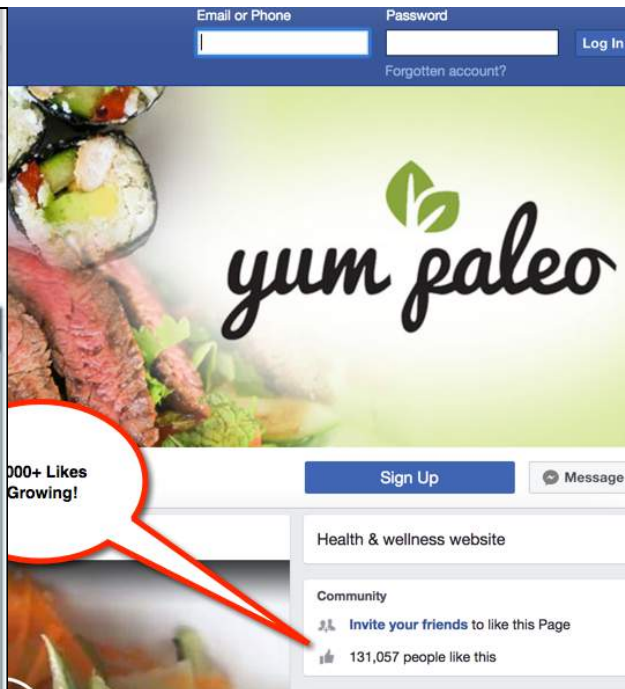 Email or Phone
Password
Log In
Forgotten account?
yum paleo
000+ Likes
Growing!
Sign Up
Message
Health & wellness website
Community
Invite your friends to like this Page
131,057 people like this